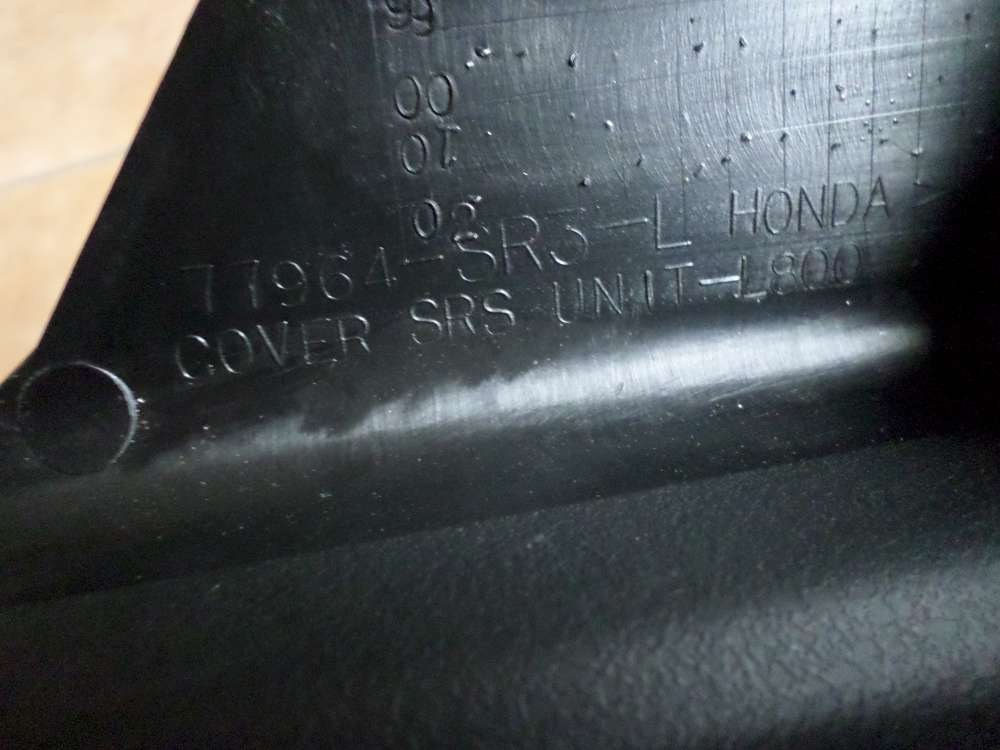 99
00
01
02
77964-SR3-L HONDA
COVER SRS UNIT-L800